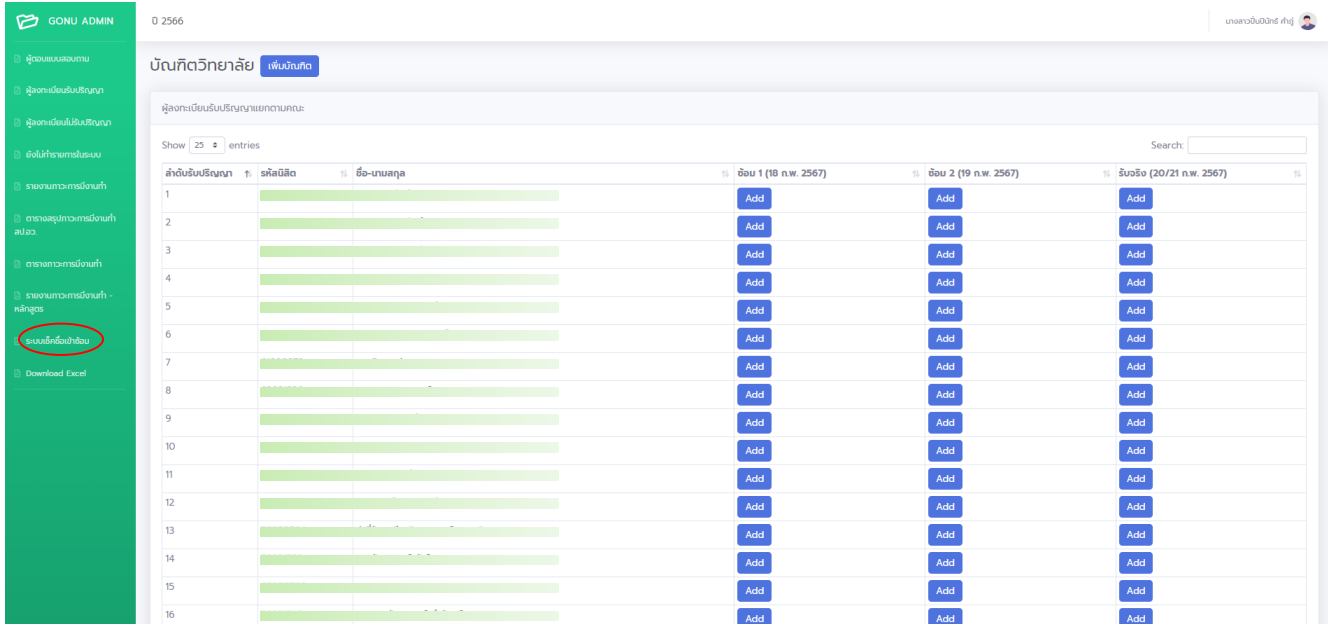 GONU ADMIN
ปี 2566
ผู้ตอบแบบสอบถาม
ผู้ลงทะเบียนรับปริญญา
ผู้ลงทะเบียนไม่รับปริญญา
ยังไม่ทำรายการในระบบ
รายงานภาวะการมีงานทำ
ตารางสรุปภาวะการมีงานทำ
สป.อว.
ตารางภาวะการมีงานทำ
รายงานภาวะการมีงานทำ -
หลักสูตร
ระบบเช็คชื่อเข้าซ้อม
Download Excel
บัณฑิตวิทยาลัย เพิ่มบัณฑิต
ผู้ลงทะเบียนรับปริญญาแยกตามคณะ
Show 25 entries Search:
ลำดับรับปริญญา รหัสนิสิต ชื่อ-นามสกุล ซ้อม 1 (18 ก.พ. 2567) ซ้อม 2 (19 ก.พ. 2567) รับจริง (20/21 ก.พ. 2567)
1 Add Add Add
2 Add Add Add
3 Add Add Add
4 Add Add Add
5 Add Add Add
6 Add Add Add
7 Add Add Add
8 Add Add Add
9 Add Add Add
10 Add Add Add
11 Add Add Add
12 Add Add Add
13 Add Add Add
14 Add Add Add
15 Add Add Add
16 Add Add Add